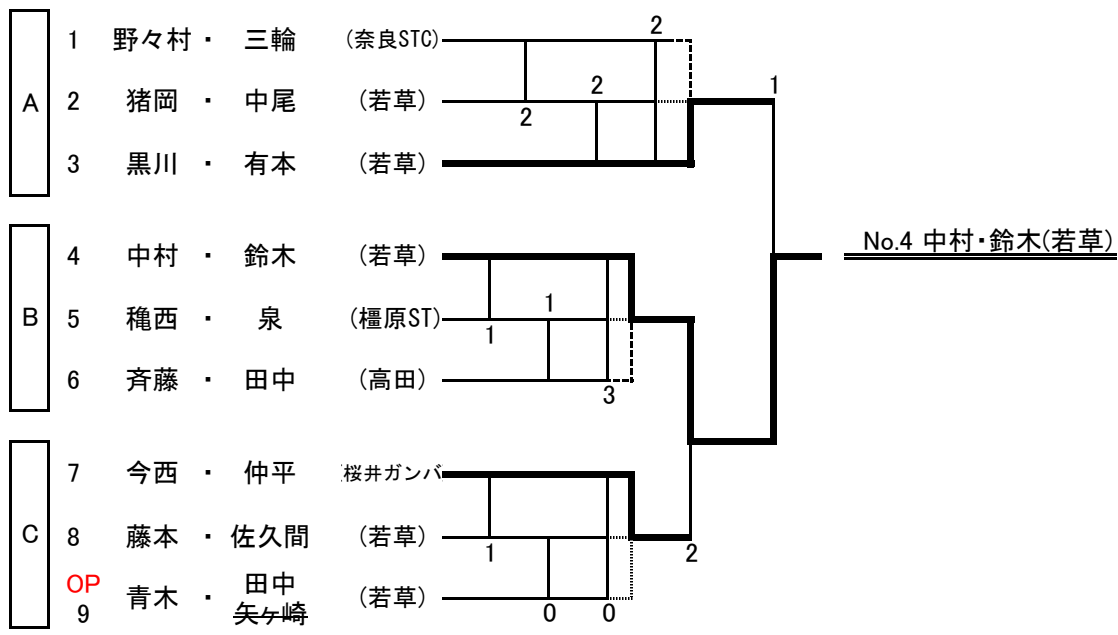 A
1 野々村 ・ 三輪 (奈良STC) 2
2 猪岡 ・ 中尾 (若草) 2 2 1
3 黒川 ・ 有本 (若草)
B
4 中村 ・ 鈴木 (若草) No.4 中村・鈴木(若草)
5 穐西 ・ 泉 (橿原ST) 1 1
6 斉藤 ・ 田中 (高田) 3
C
7 今西 ・ 仲平 桜井ガンバ
8 藤本 ・ 佐久間 (若草) 1 2
OP 田中
9 青木 ・ 矢ヶ崎 (若草) 0 0